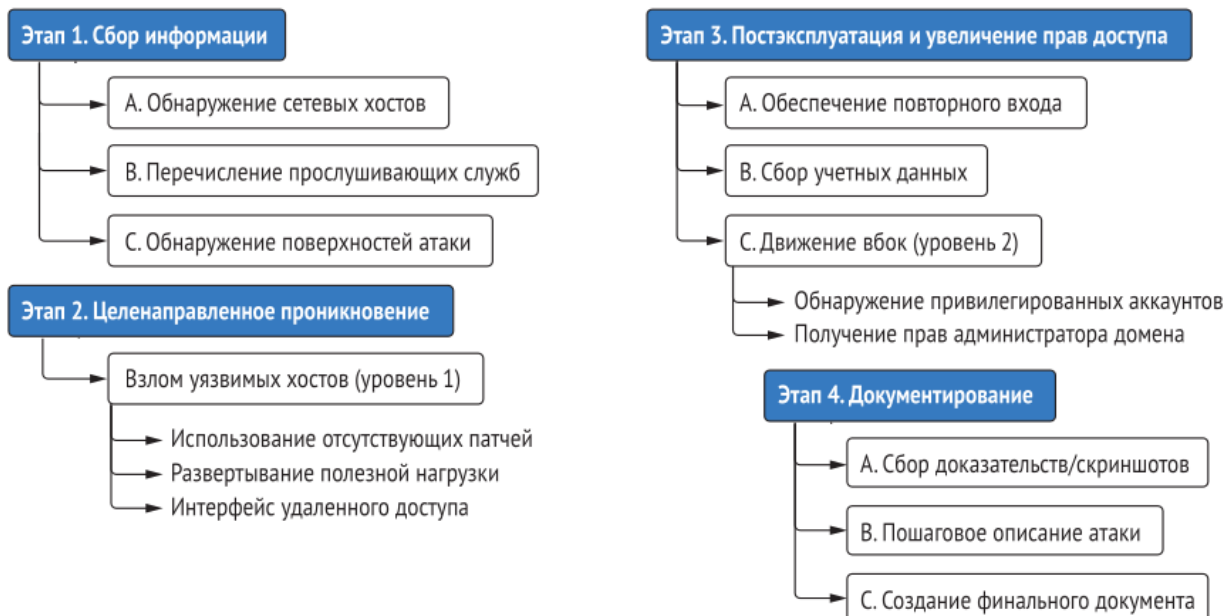 Этап 1. Сбор информации
A. Обнаружение сетевых хостов
B. Перечисление прослушивающих служб
C. Обнаружение поверхностей атаки
Этап 2. Целенаправленное проникновение
Взлом уязвимых хостов (уровень 1)
Использование отсутствующих патчей
Развертывание полезной нагрузки
Интерфейс удаленного доступа
Этап 3. Постэксплуатация и увеличение прав доступа
A. Обеспечение повторного входа
B. Сбор учетных данных
C. Движение вбок (уровень 2)
Обнаружение привилегированных аккаунтов
Получение прав администратора домена
Этап 4. Документирование
A. Сбор доказательств/скриншотов
B. Пошаговое описание атаки
C. Создание финального документа